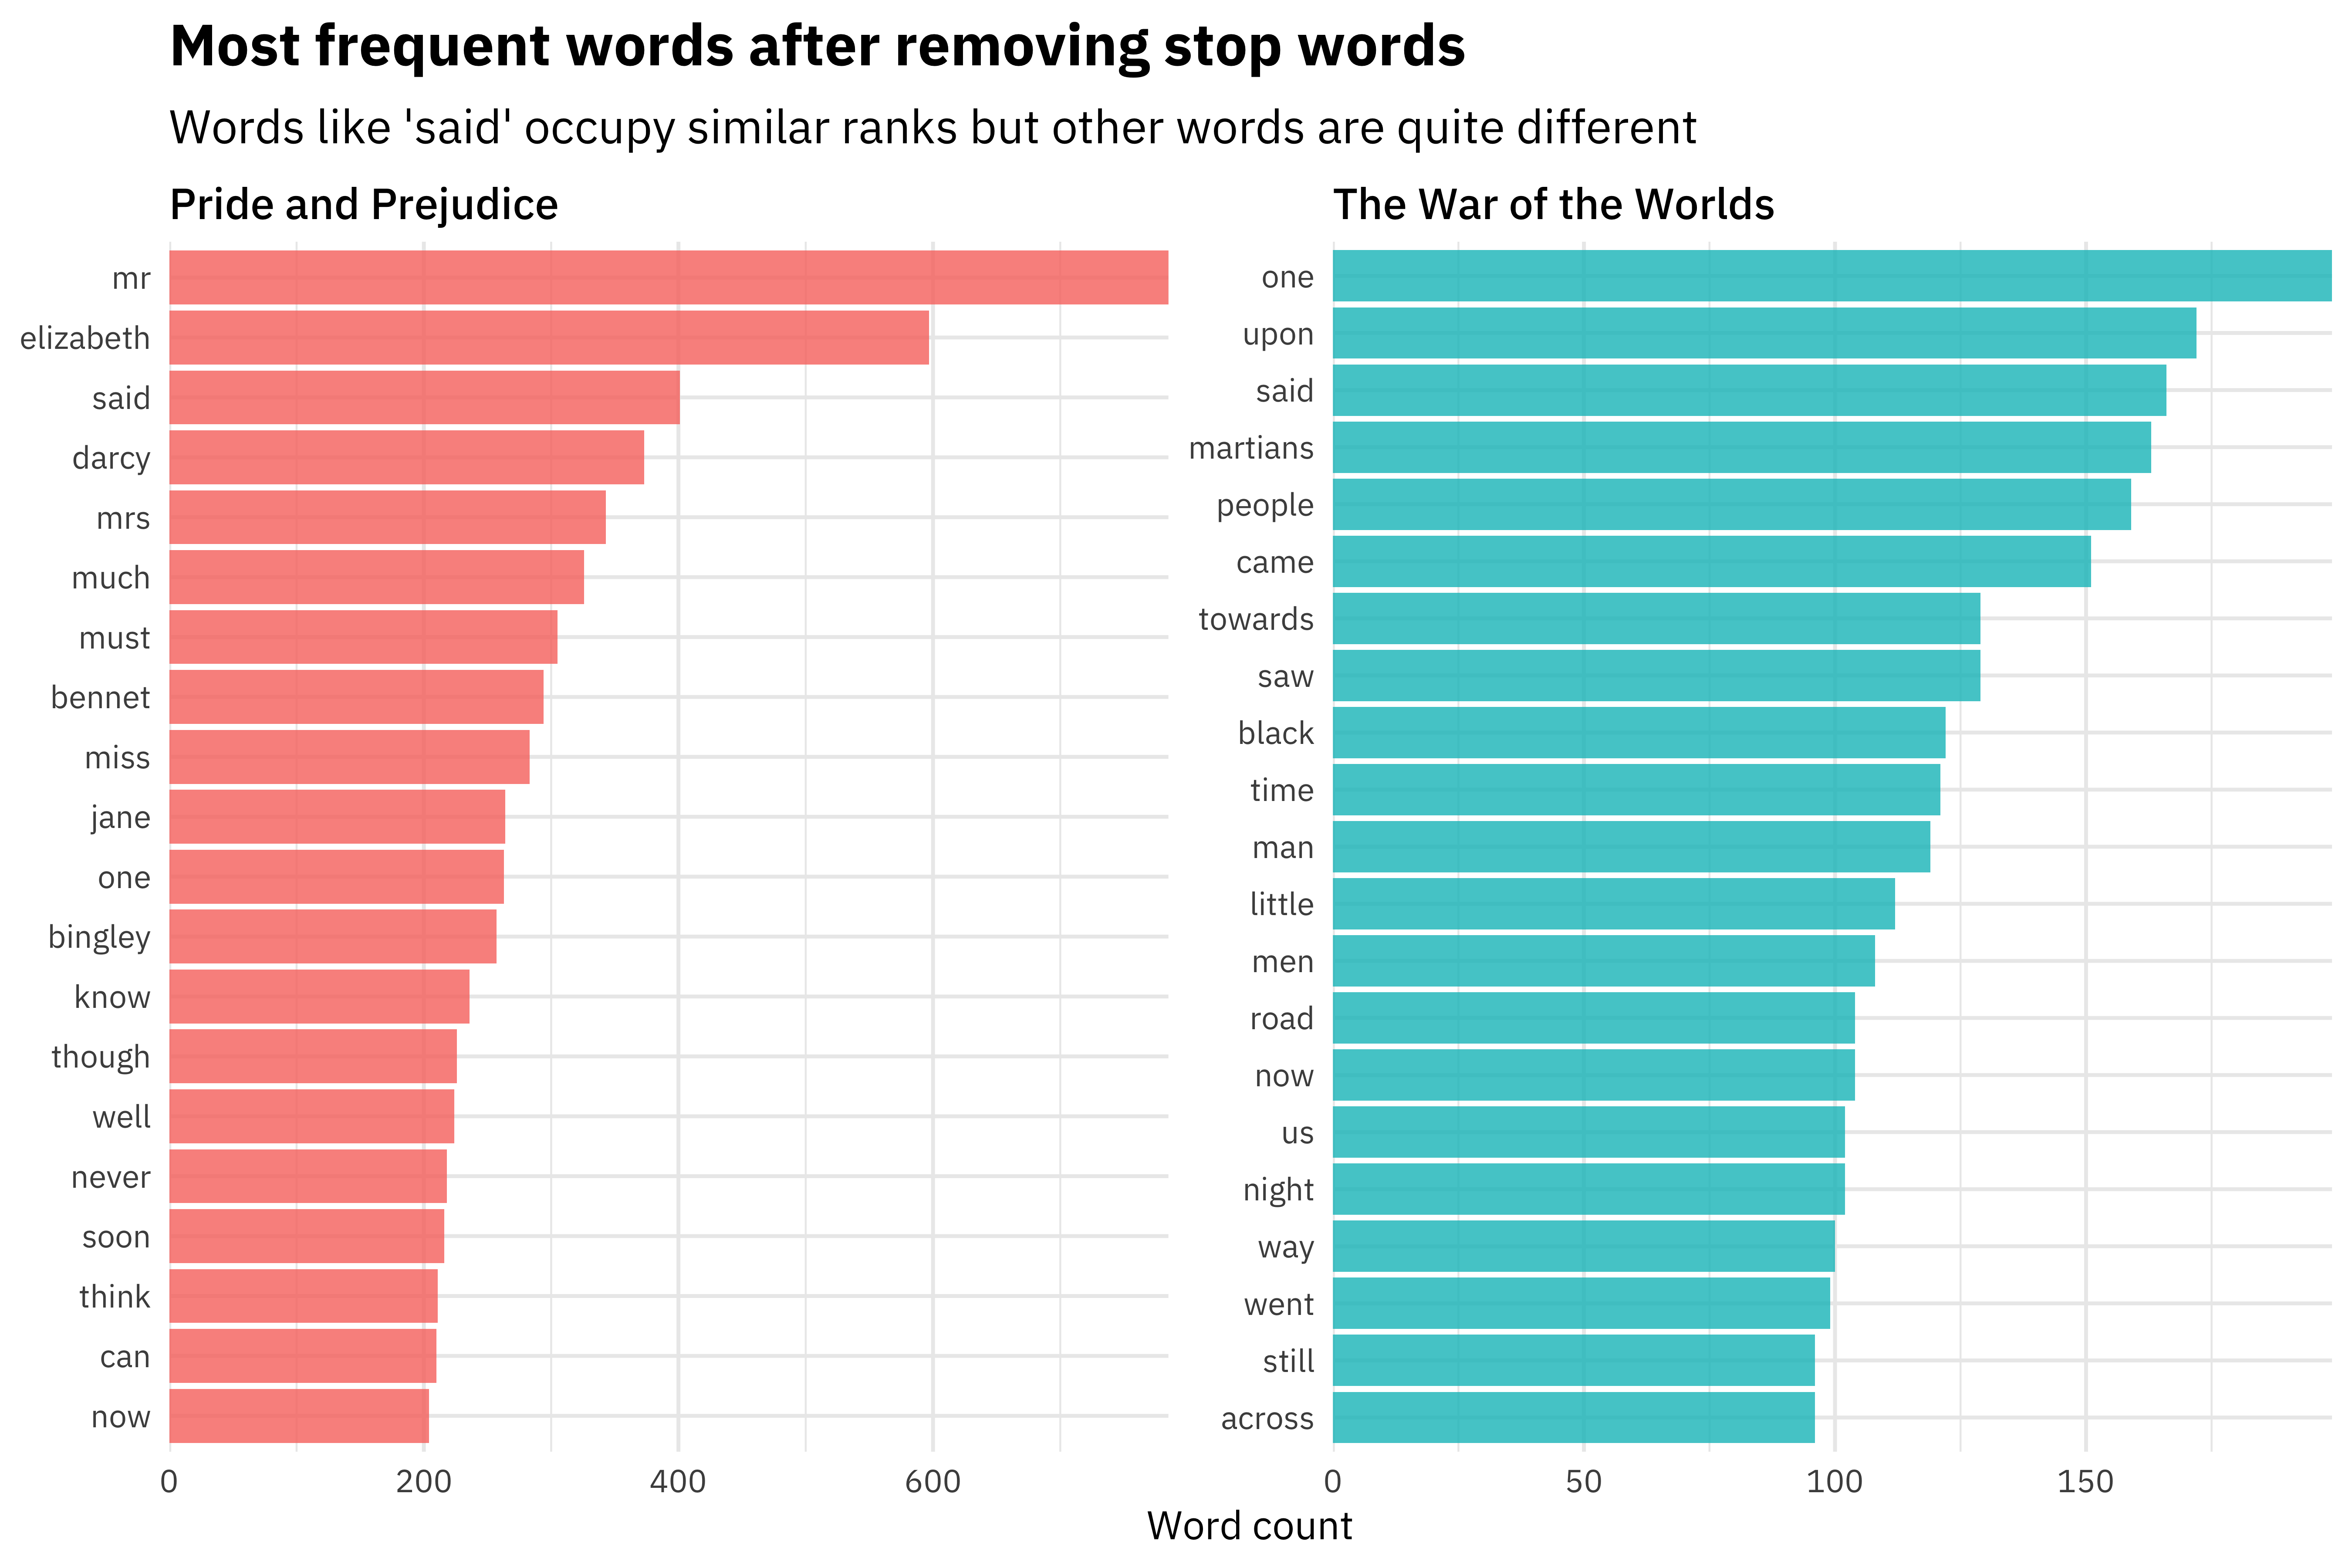 Most frequent words after removing stop words
Words like 'said' occupy similar ranks but other words are quite different
Pride and Prejudice
mr
elizabeth
said
darcy
mrs
much
must
bennet
miss
jane
one
bingley
know
though
well
never
soon
think
can
now
0 200 400 600
The War of the Worlds
one
upon
said
martians
people
came
towards
saw
black
time
man
little
men
road
now
us
night
way
went
still
across
0 50 100 150
Word count